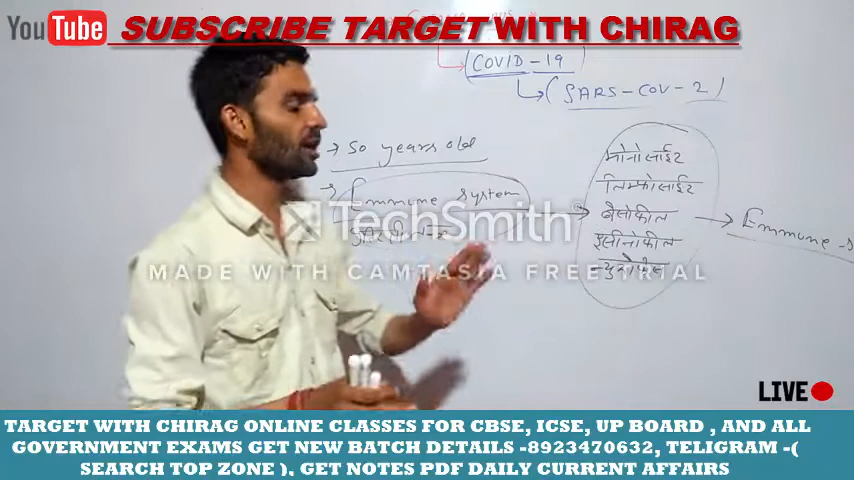 YouTube SUBSCRIBE TARGET WITH CHIRAG
COVID-19
(SARS-COV-2)
→ 50 years old
→ Emmune system
मोनोसाईट
लिम्फोसाईट
बैसोफील
इसीनोफील
→ Emmune -
TechSmith
MADE WITH CAMTASIA FREE TRIAL
LIVE
TARGET WITH CHIRAG ONLINE CLASSES FOR CBSE, ICSE, UP BOARD , AND ALL
GOVERNMENT EXAMS GET NEW BATCH DETAILS -8923470632, TELIGRAM -(
SEARCH TOP ZONE ), GET NOTES PDF DAILY CURRENT AFFAIRS